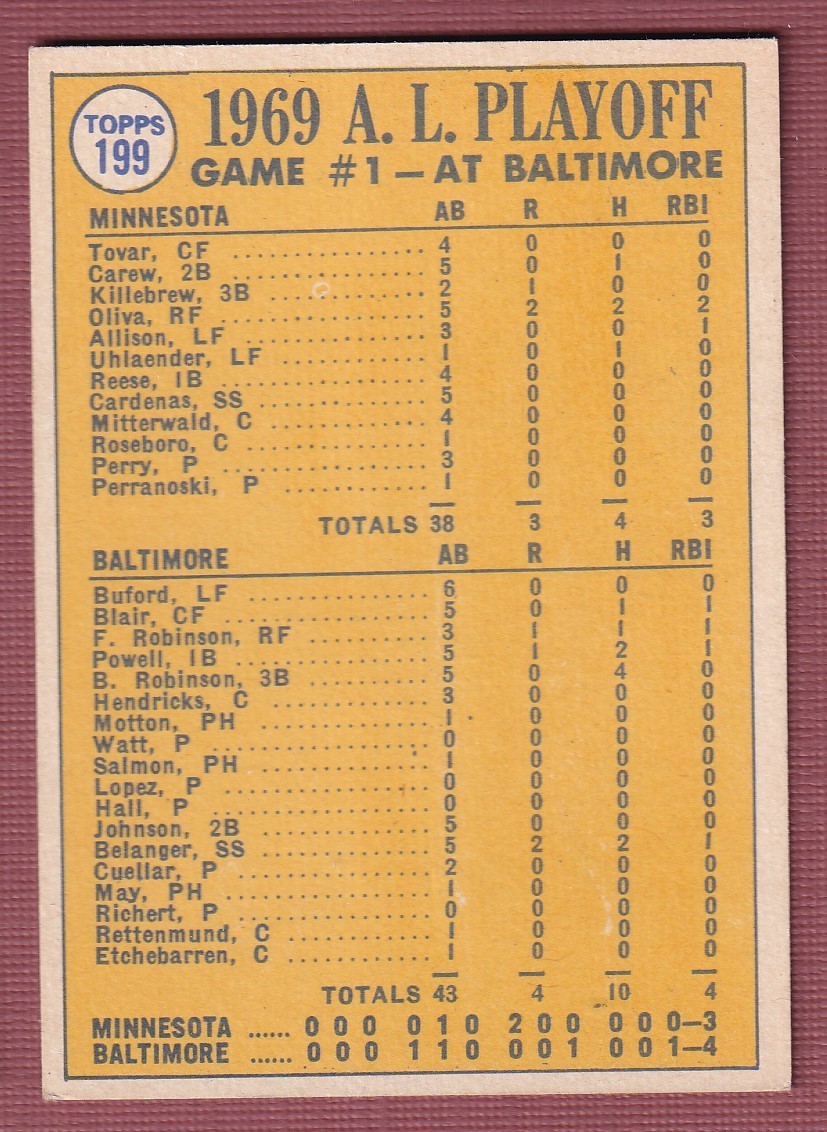 TOPPS
199
1969 A. L. PLAYOFF
GAME #1—AT BALTIMORE
MINNESOTA AB R H RBI
Tovar, CF ................ 4 0 0 0
Carew, 2B ................ 5 0 1 0
Killebrew, 3B ............. 2 1 0 0
Oliva, RF ................. 5 2 2 2
Allison, LF ............... 3 0 0 1
Uhlaender, LF ............ 1 0 1 0
Reese, 1B ................ 4 0 0 0
Cardenas, SS ............. 5 0 0 0
Mitterwald, C ............ 4 0 0 0
Roseboro, C .............. 1 0 0 0
Perry, P .................. 3 0 0 0
Perranoski, P ............ 1 0 0 0
TOTALS 38 3 4 3
BALTIMORE AB R H RBI
Buford, LF ............... 6 0 0 0
Blair, CF ................. 5 0 1 1
F. Robinson, RF .......... 3 1 1 1
Powell, 1B ................ 5 1 2 1
B. Robinson, 3B .......... 5 0 4 0
Hendricks, C ............. 3 0 0 0
Motton, PH .............. 1 0 0 0
Watt, P .................. 0 0 0 0
Salmon, PH .............. 1 0 0 0
Lopez, P ................. 0 0 0 0
Hall, P ................... 0 0 0 0
Johnson, 2B .............. 5 0 0 0
Belanger, SS ............. 5 2 2 1
Cuellar, P ................ 2 0 0 0
May, PH ................. 1 0 0 0
Richert, P ................ 0 0 0 0
Rettenmund, C ........... 1 0 0 0
Etchebarren, C ........... 1 0 0 0
TOTALS 43 4 10 4
MINNESOTA ...... 0 0 0 0 1 0 2 0 0 0 0 0—3
BALTIMORE ...... 0 0 0 1 1 0 0 0 1 0 0 1—4